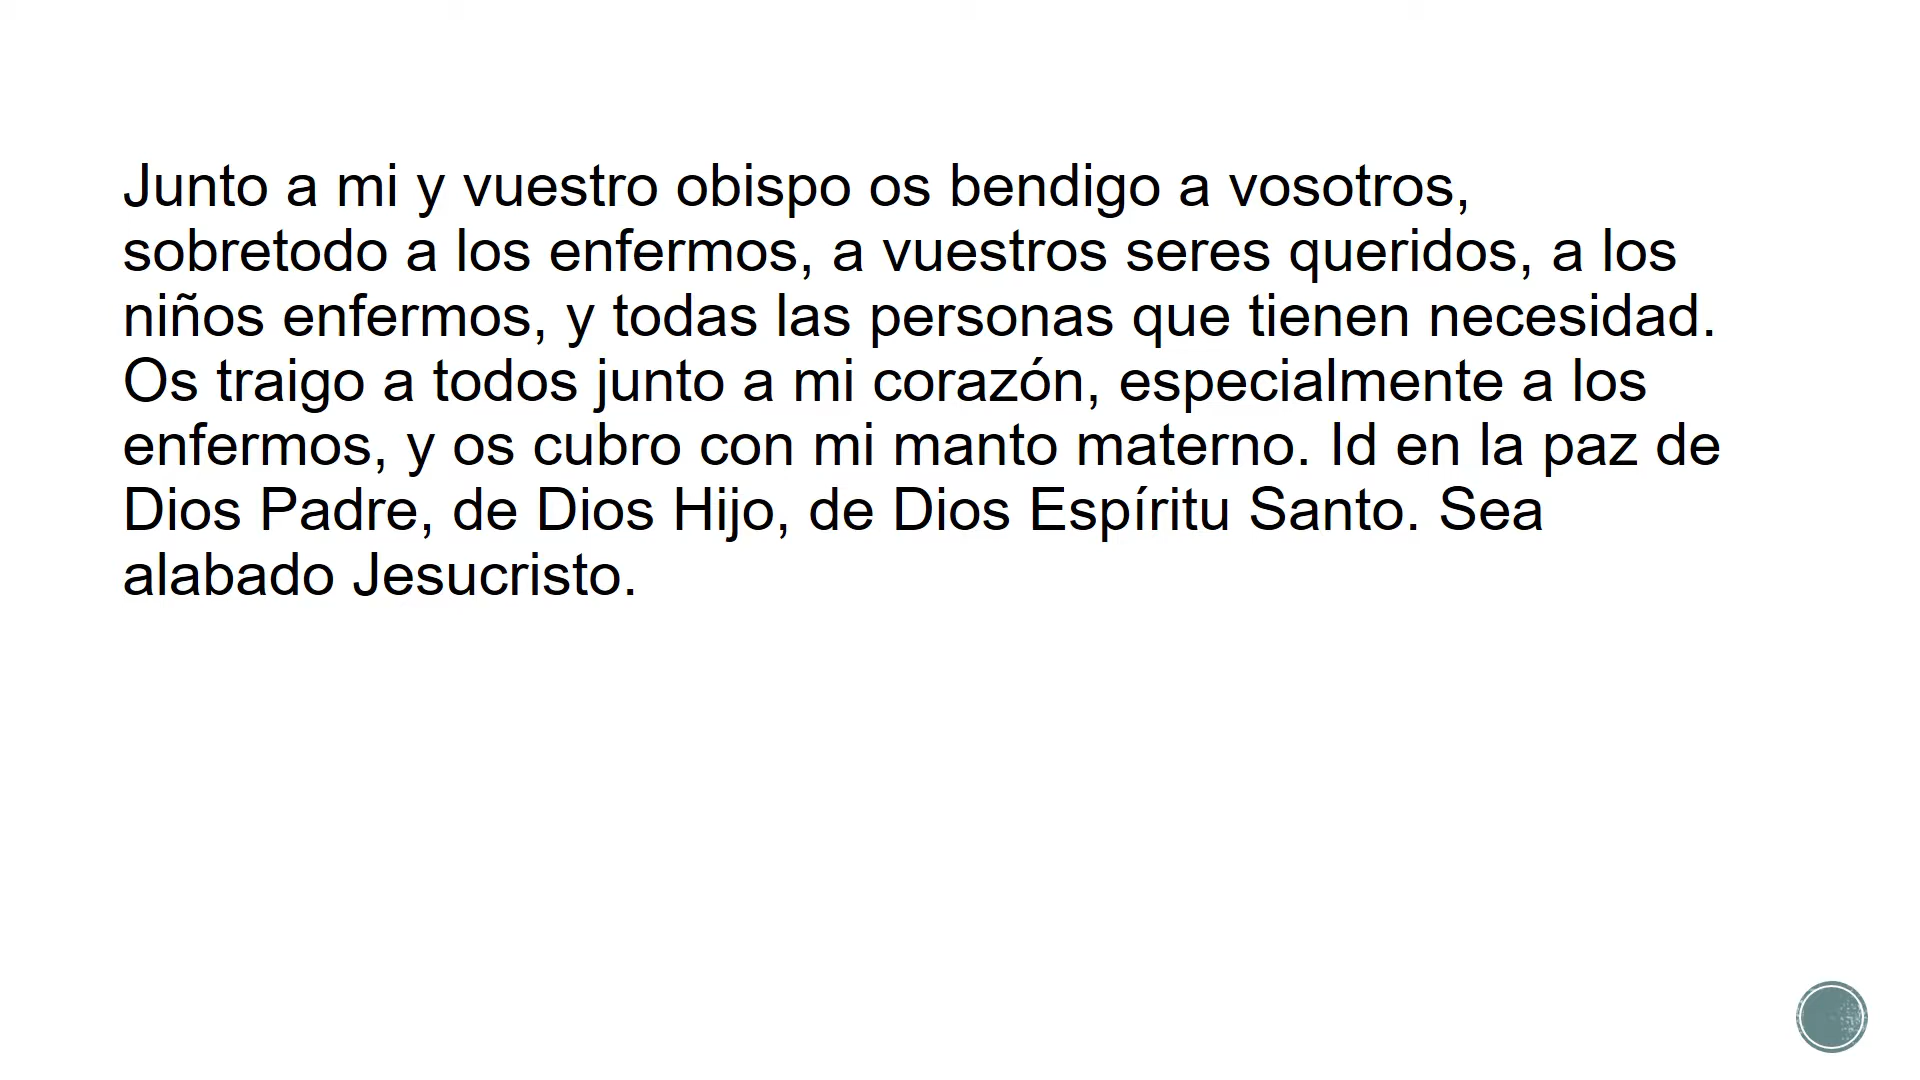 Junto a mi y vuestro obispo os bendigo a vosotros,
sobretodo a los enfermos, a vuestros seres queridos, a los
niños enfermos, y todas las personas que tienen necesidad.
Os traigo a todos junto a mi corazón, especialmente a los
enfermos, y os cubro con mi manto materno. Id en la paz de
Dios Padre, de Dios Hijo, de Dios Espíritu Santo. Sea
alabado Jesucristo.